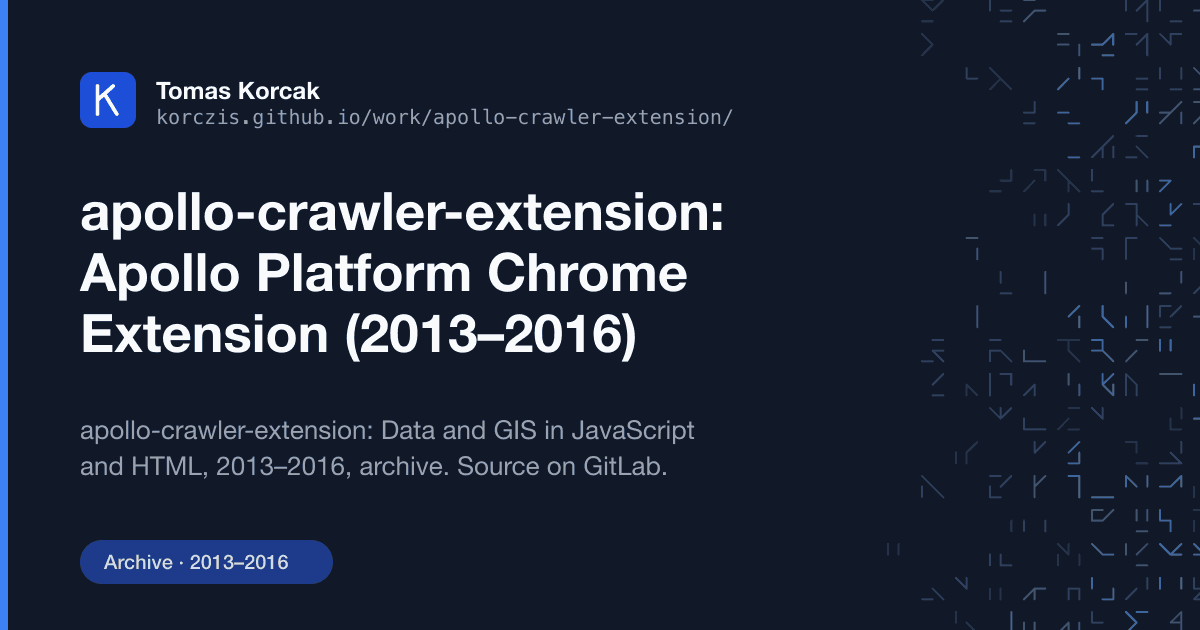 K
Tomas Korcak
korczis.github.io/work/apollo-crawler-extension/
apollo-crawler-extension:
Apollo Platform Chrome
Extension (2013–2016)
apollo-crawler-extension: Data and GIS in JavaScript
and HTML, 2013–2016, archive. Source on GitLab.
Archive · 2013–2016